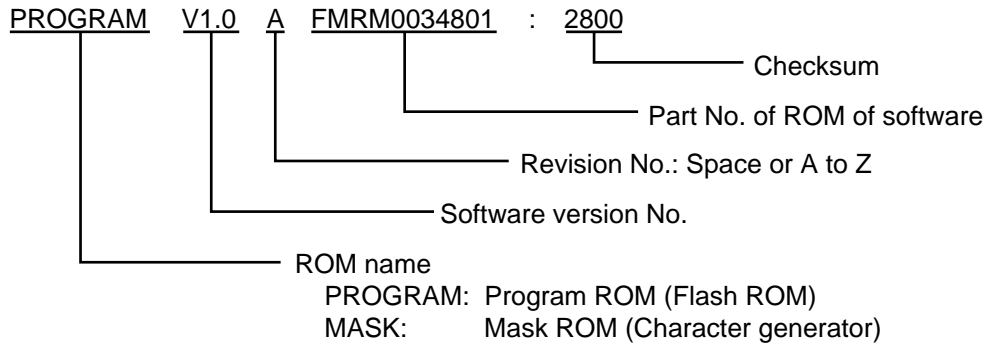 PROGRAM V1.0 A FMRM0034801 : 2800
Checksum
Part No. of ROM of software
Revision No.: Space or A to Z
Software version No.
ROM name
PROGRAM: Program ROM (Flash ROM)
MASK: Mask ROM (Character generator)